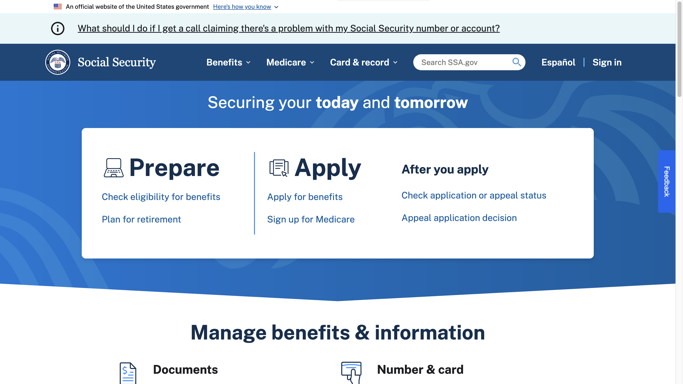 An official website of the United States government Here's how you know
What should I do if I get a call claiming there's a problem with my Social Security number or account?
Social Security
Benefits
Medicare
Card & record
Search SSA.gov
Español
Sign in
Securing your today and tomorrow
Prepare
Check eligibility for benefits
Plan for retirement
Apply
Apply for benefits
Sign up for Medicare
After you apply
Check application or appeal status
Appeal application decision
Feedback
Manage benefits & information
Documents
Number & card